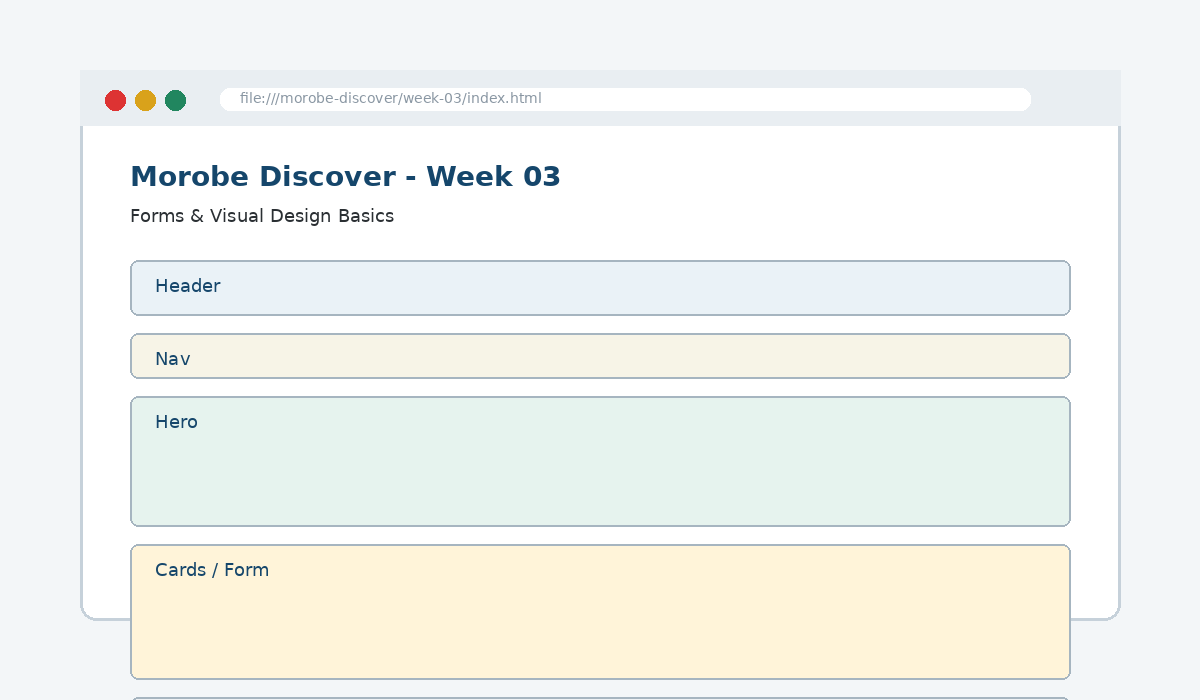 file:///morobe-discover/week-03/index.html
Morobe Discover - Week 03
Forms & Visual Design Basics
Header
Nav
Hero
Cards / Form